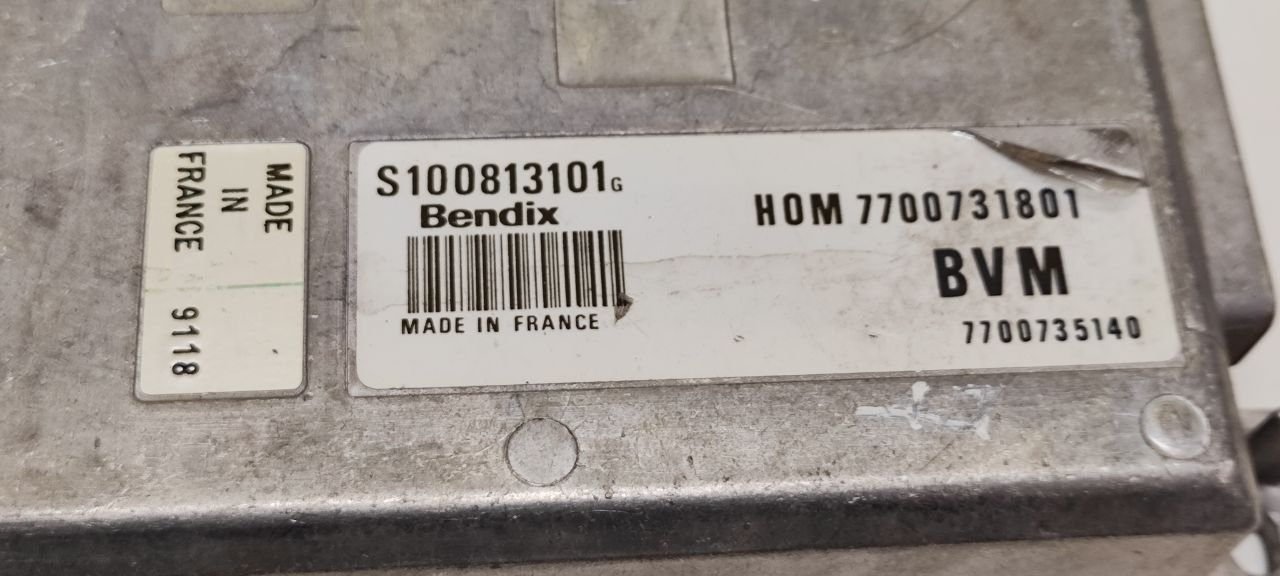 MADE
IN
FRANCE 9118
S100813101G
Bendix
MADE IN FRANCE
HOM 7700731801
BVM
7700735140